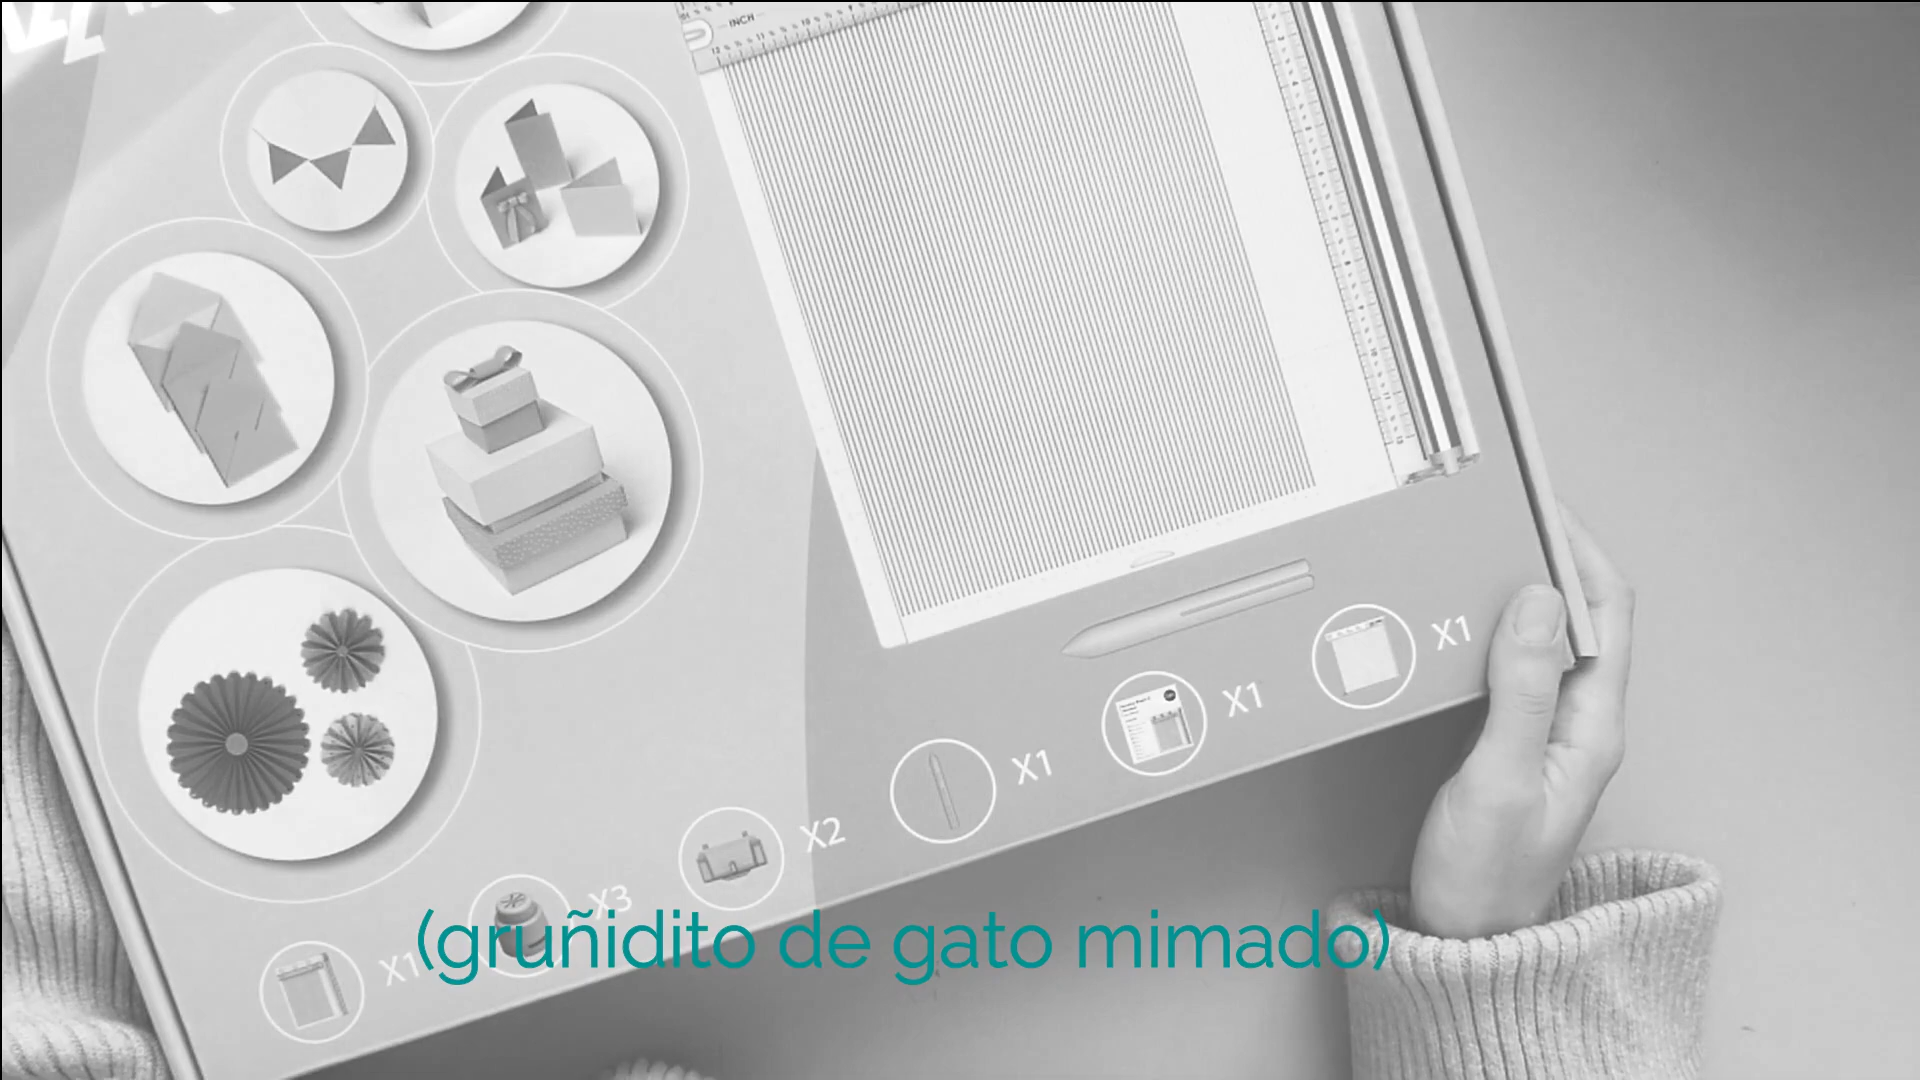 INCH
X1
X1
X1
X2
X3
X1
(gruñidito de gato mimado)